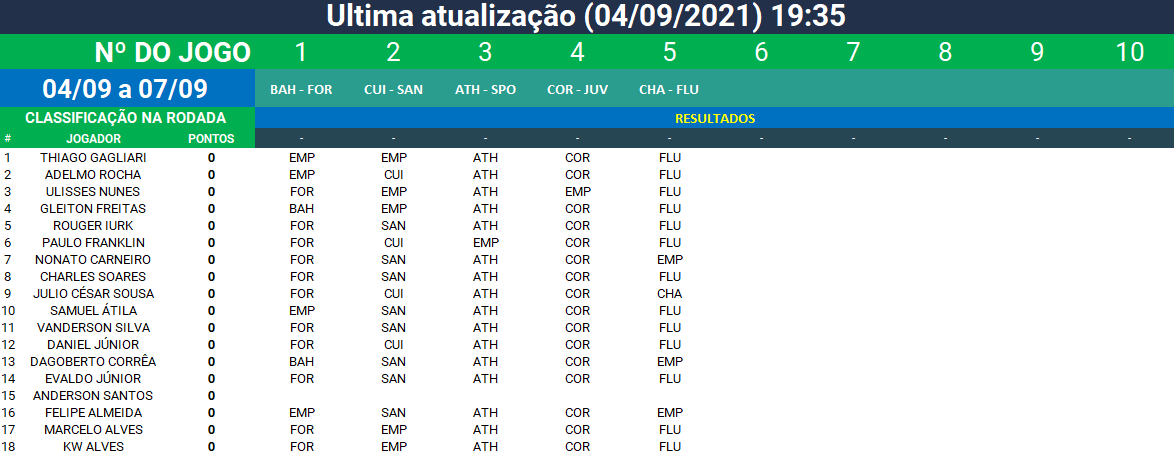 Ultima atualização (04/09/2021) 19:35
Nº DO JOGO 1 2 3 4 5 6 7 8 9 10
04/09 a 07/09 BAH - FOR CUI - SAN ATH - SPO COR - JUV CHA - FLU
CLASSIFICAÇÃO NA RODADA RESULTADOS
# JOGADOR PONTOS - - - - - - - - - -
1 THIAGO GAGLIARI 0 EMP EMP ATH COR FLU
2 ADELMO ROCHA 0 EMP CUI ATH COR FLU
3 ULISSES NUNES 0 FOR EMP ATH EMP FLU
4 GLEITON FREITAS 0 BAH EMP ATH COR FLU
5 ROUGER IURK 0 FOR SAN ATH COR FLU
6 PAULO FRANKLIN 0 FOR CUI EMP COR FLU
7 NONATO CARNEIRO 0 FOR SAN ATH COR EMP
8 CHARLES SOARES 0 FOR SAN ATH COR FLU
9 JULIO CÉSAR SOUSA 0 FOR CUI ATH COR CHA
10 SAMUEL ÁTILA 0 EMP SAN ATH COR FLU
11 VANDERSON SILVA 0 FOR SAN ATH COR FLU
12 DANIEL JÚNIOR 0 FOR CUI ATH COR FLU
13 DAGOBERTO CORRÊA 0 BAH SAN ATH COR EMP
14 EVALDO JÚNIOR 0 FOR SAN ATH COR FLU
15 ANDERSON SANTOS 0
16 FELIPE ALMEIDA 0 EMP SAN ATH COR EMP
17 MARCELO ALVES 0 FOR EMP ATH COR FLU
18 KW ALVES 0 FOR EMP ATH COR FLU